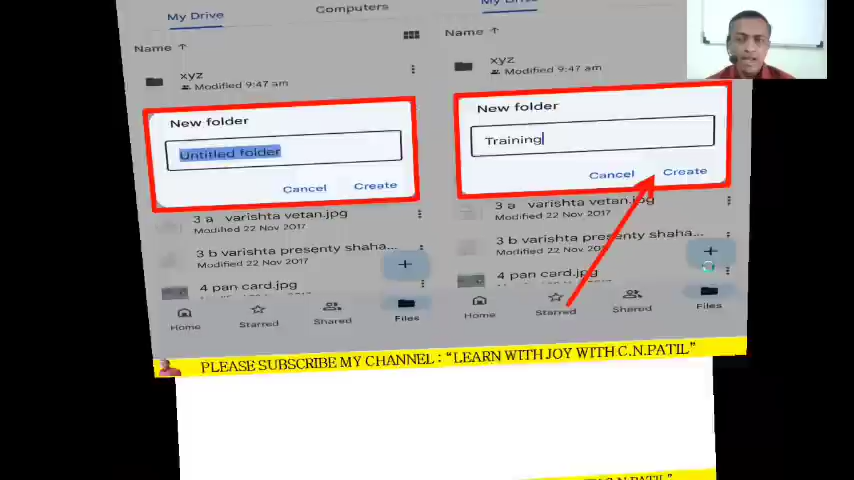 My Drive
Computers
Name ↑
xyz
Modified 9:47 am
New folder
Untitled folder
Cancel
Create
3 a varishta vetan.jpg
Modified 22 Nov 2017
3 b varishta presenty shaha...
Modified 22 Nov 2017
4 pan card.jpg
Home
Starred
Shared
Files
My Drive
Name ↑
xyz
Modified 9:47 am
New folder
Training
Cancel
Create
3 a varishta vetan.jpg
Modified 22 Nov 2017
3 b varishta presenty shaha...
Modified 22 Nov 2017
4 pan card.jpg
Home
Starred
Shared
Files
PLEASE SUBSCRIBE MY CHANNEL : “LEARN WITH JOY WITH C.N.PATIL”